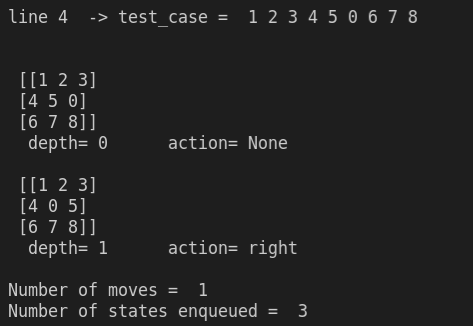 line 4  -> test_case =  1 2 3 4 5 0 6 7 8
[[1 2 3]
[4 5 0]
[6 7 8]]
depth= 0      action= None
[[1 2 3]
[4 0 5]
[6 7 8]]
depth= 1      action= right
Number of moves =  1
Number of states enqueued =  3